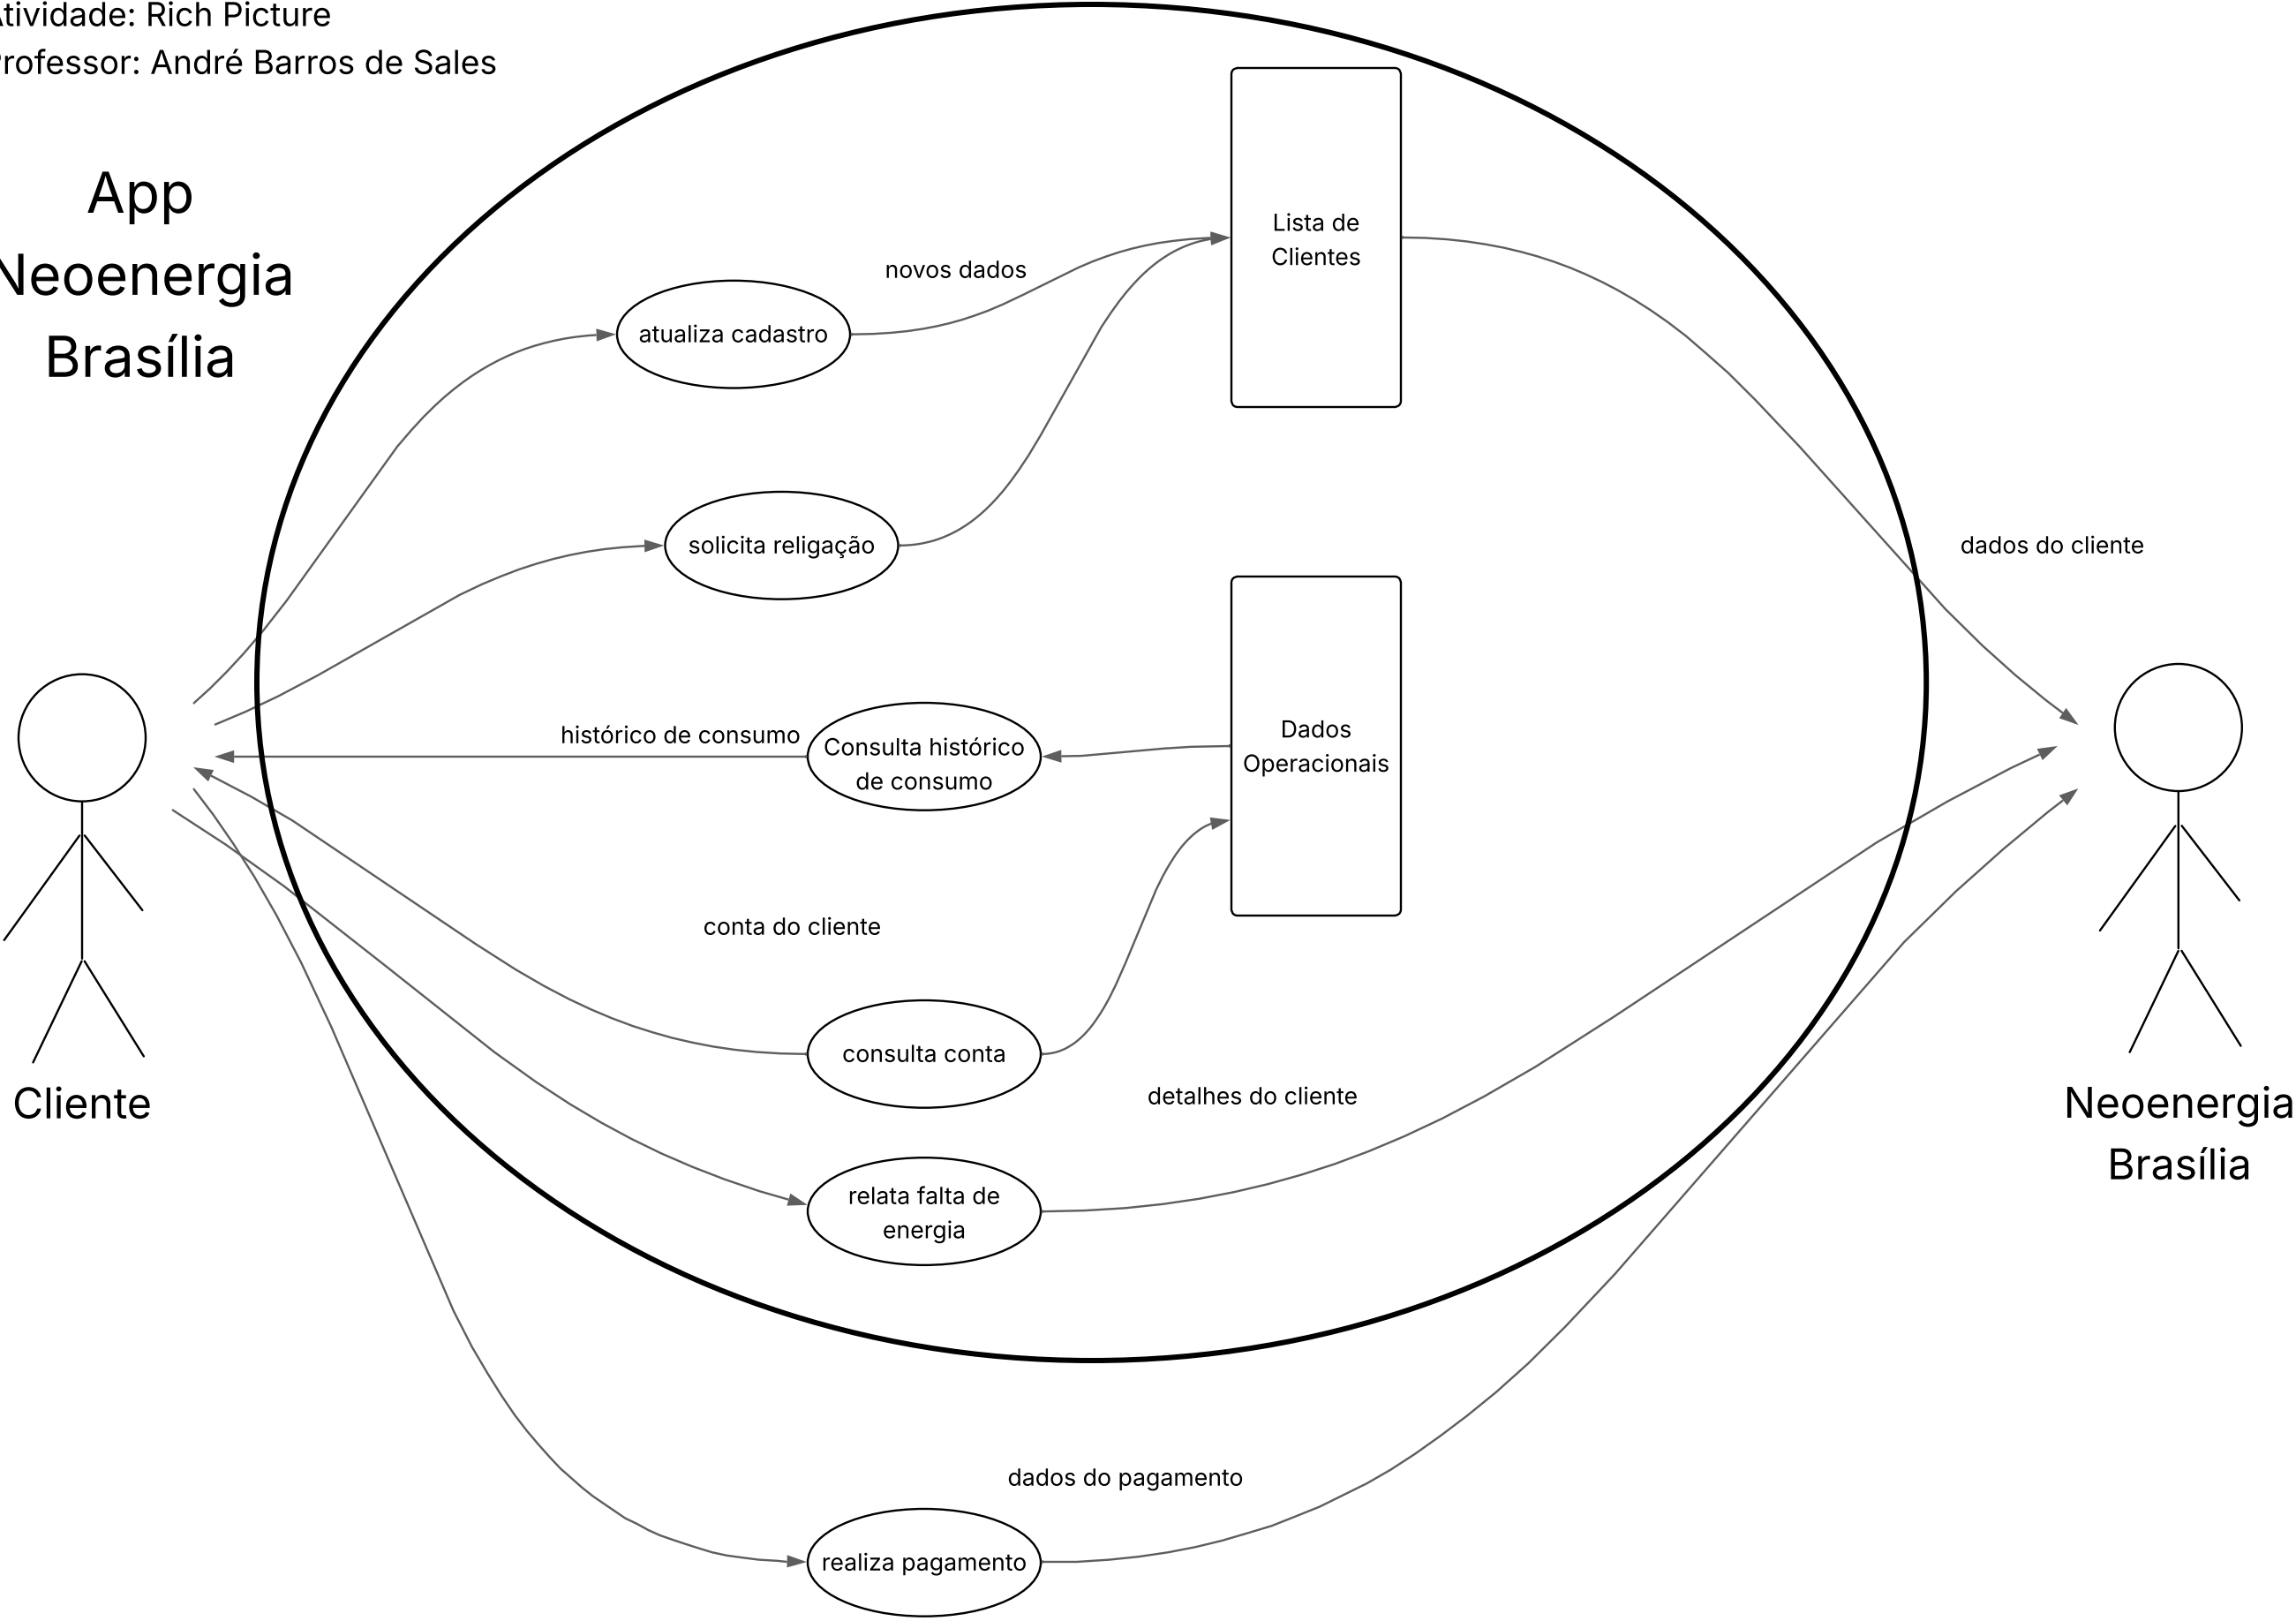 tividade: Rich Picture
rofessor: André Barros de Sales
App
Neoenergia
Brasília
Lista de
Clientes
novos dados
atualiza cadastro
solicita religação
dados do cliente
histórico de consumo
Consulta histórico
de consumo
Dados
Operacionais
conta do cliente
consulta conta
detalhes do cliente
Cliente
Neoenergia
Brasília
relata falta de
energia
dados do pagamento
realiza pagamento